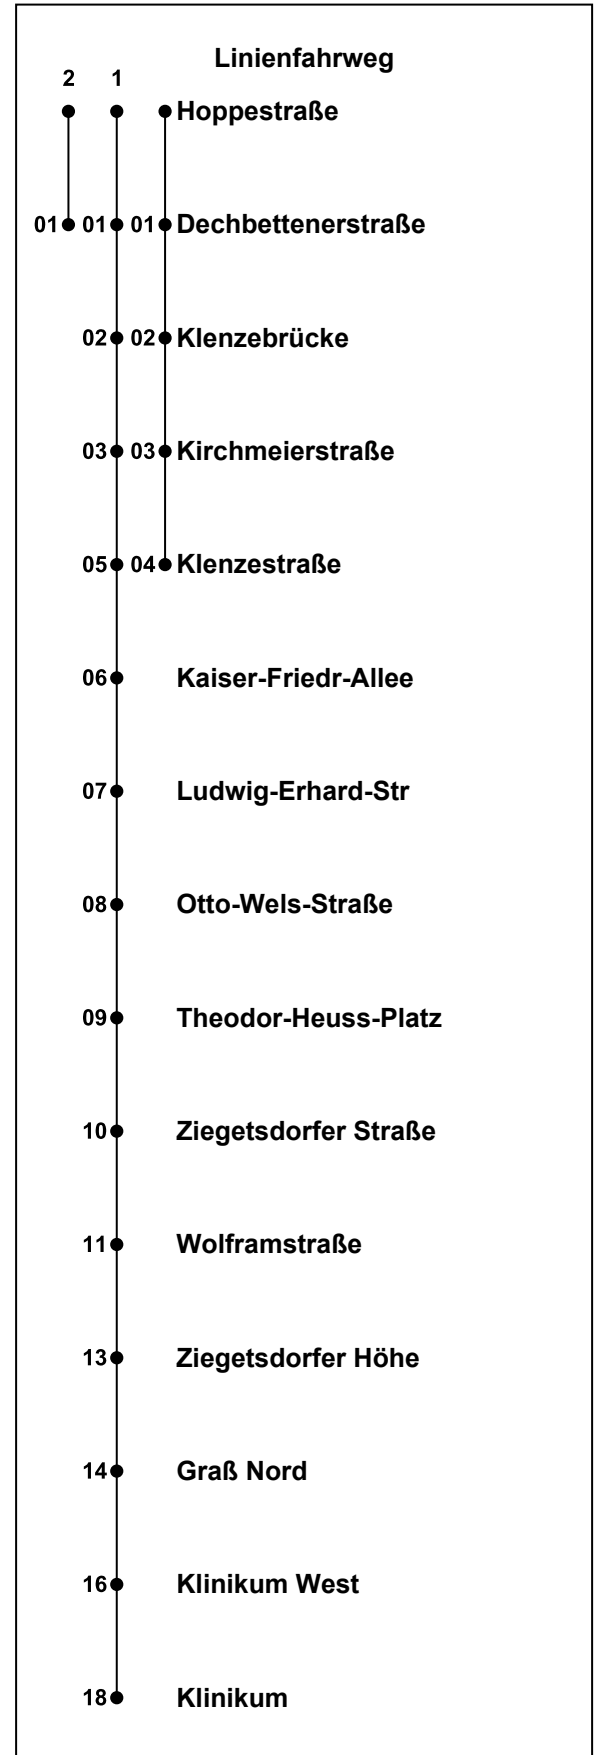 Linienfahrweg
2 1
Hoppestraße
01 01 01 Dechbettenerstraße
02 02 Klenzebrücke
03 03 Kirchmeierstraße
05 04 Klenzestraße
06 Kaiser-Friedr-Allee
07 Ludwig-Erhard-Str
08 Otto-Wels-Straße
09 Theodor-Heuss-Platz
10 Ziegetsdorfer Straße
11 Wolframstraße
13 Ziegetsdorfer Höhe
14 Graß Nord
16 Klinikum West
18 Klinikum